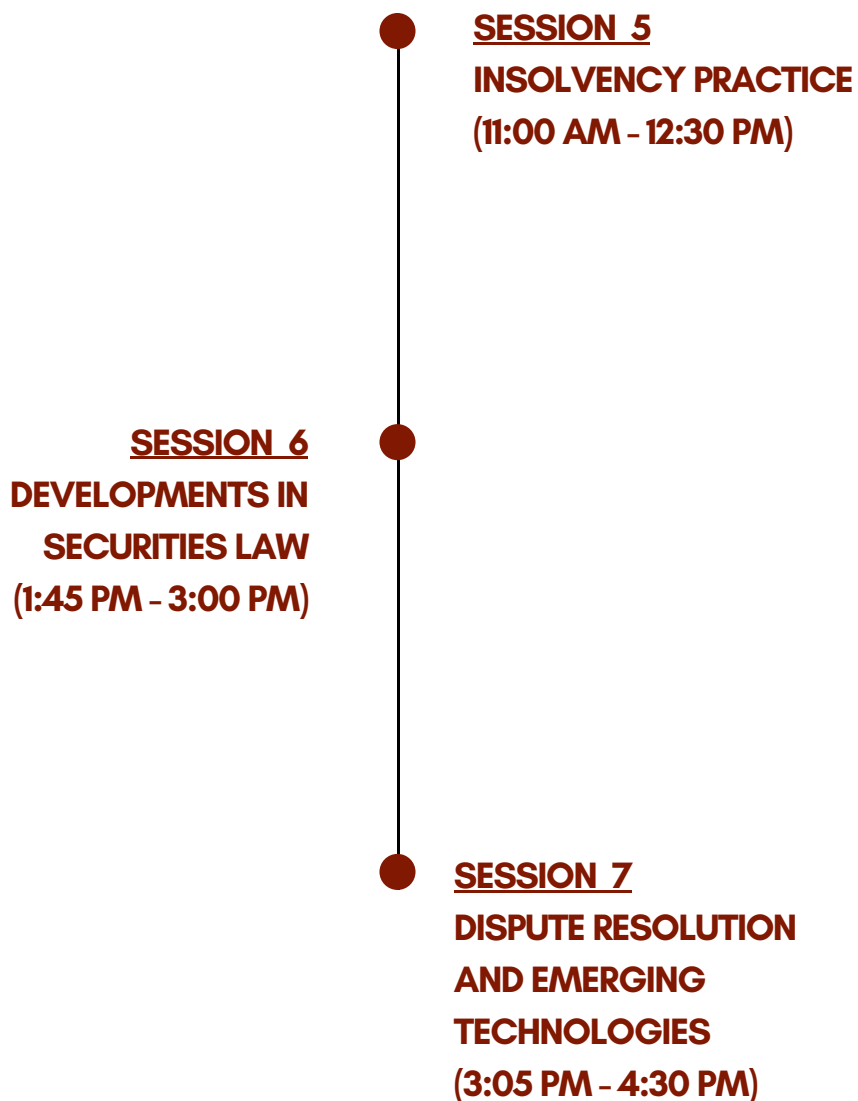 SESSION 5
INSOLVENCY PRACTICE
(11:00 AM - 12:30 PM)
SESSION 6
DEVELOPMENTS IN
SECURITIES LAW
(1:45 PM - 3:00 PM)
SESSION 7
DISPUTE RESOLUTION
AND EMERGING
TECHNOLOGIES
(3:05 PM - 4:30 PM)